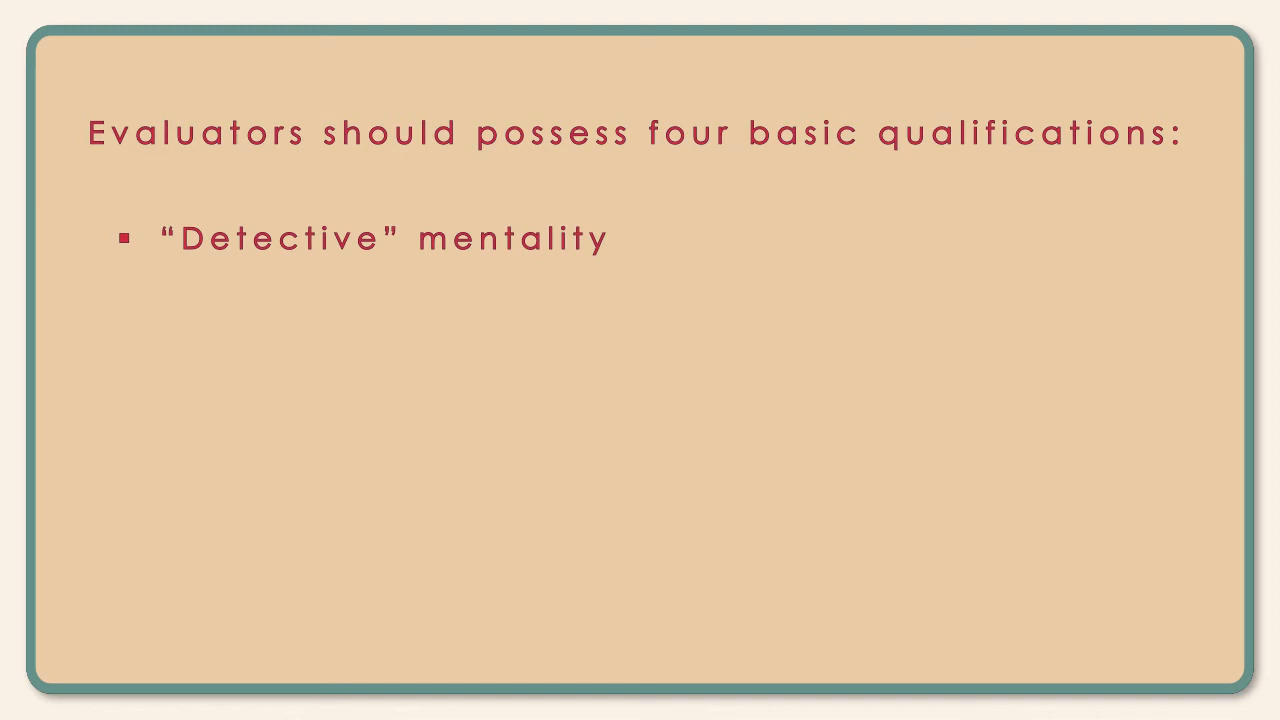 Evaluators should possess four basic qualifications:
▪ “Detective” mentality